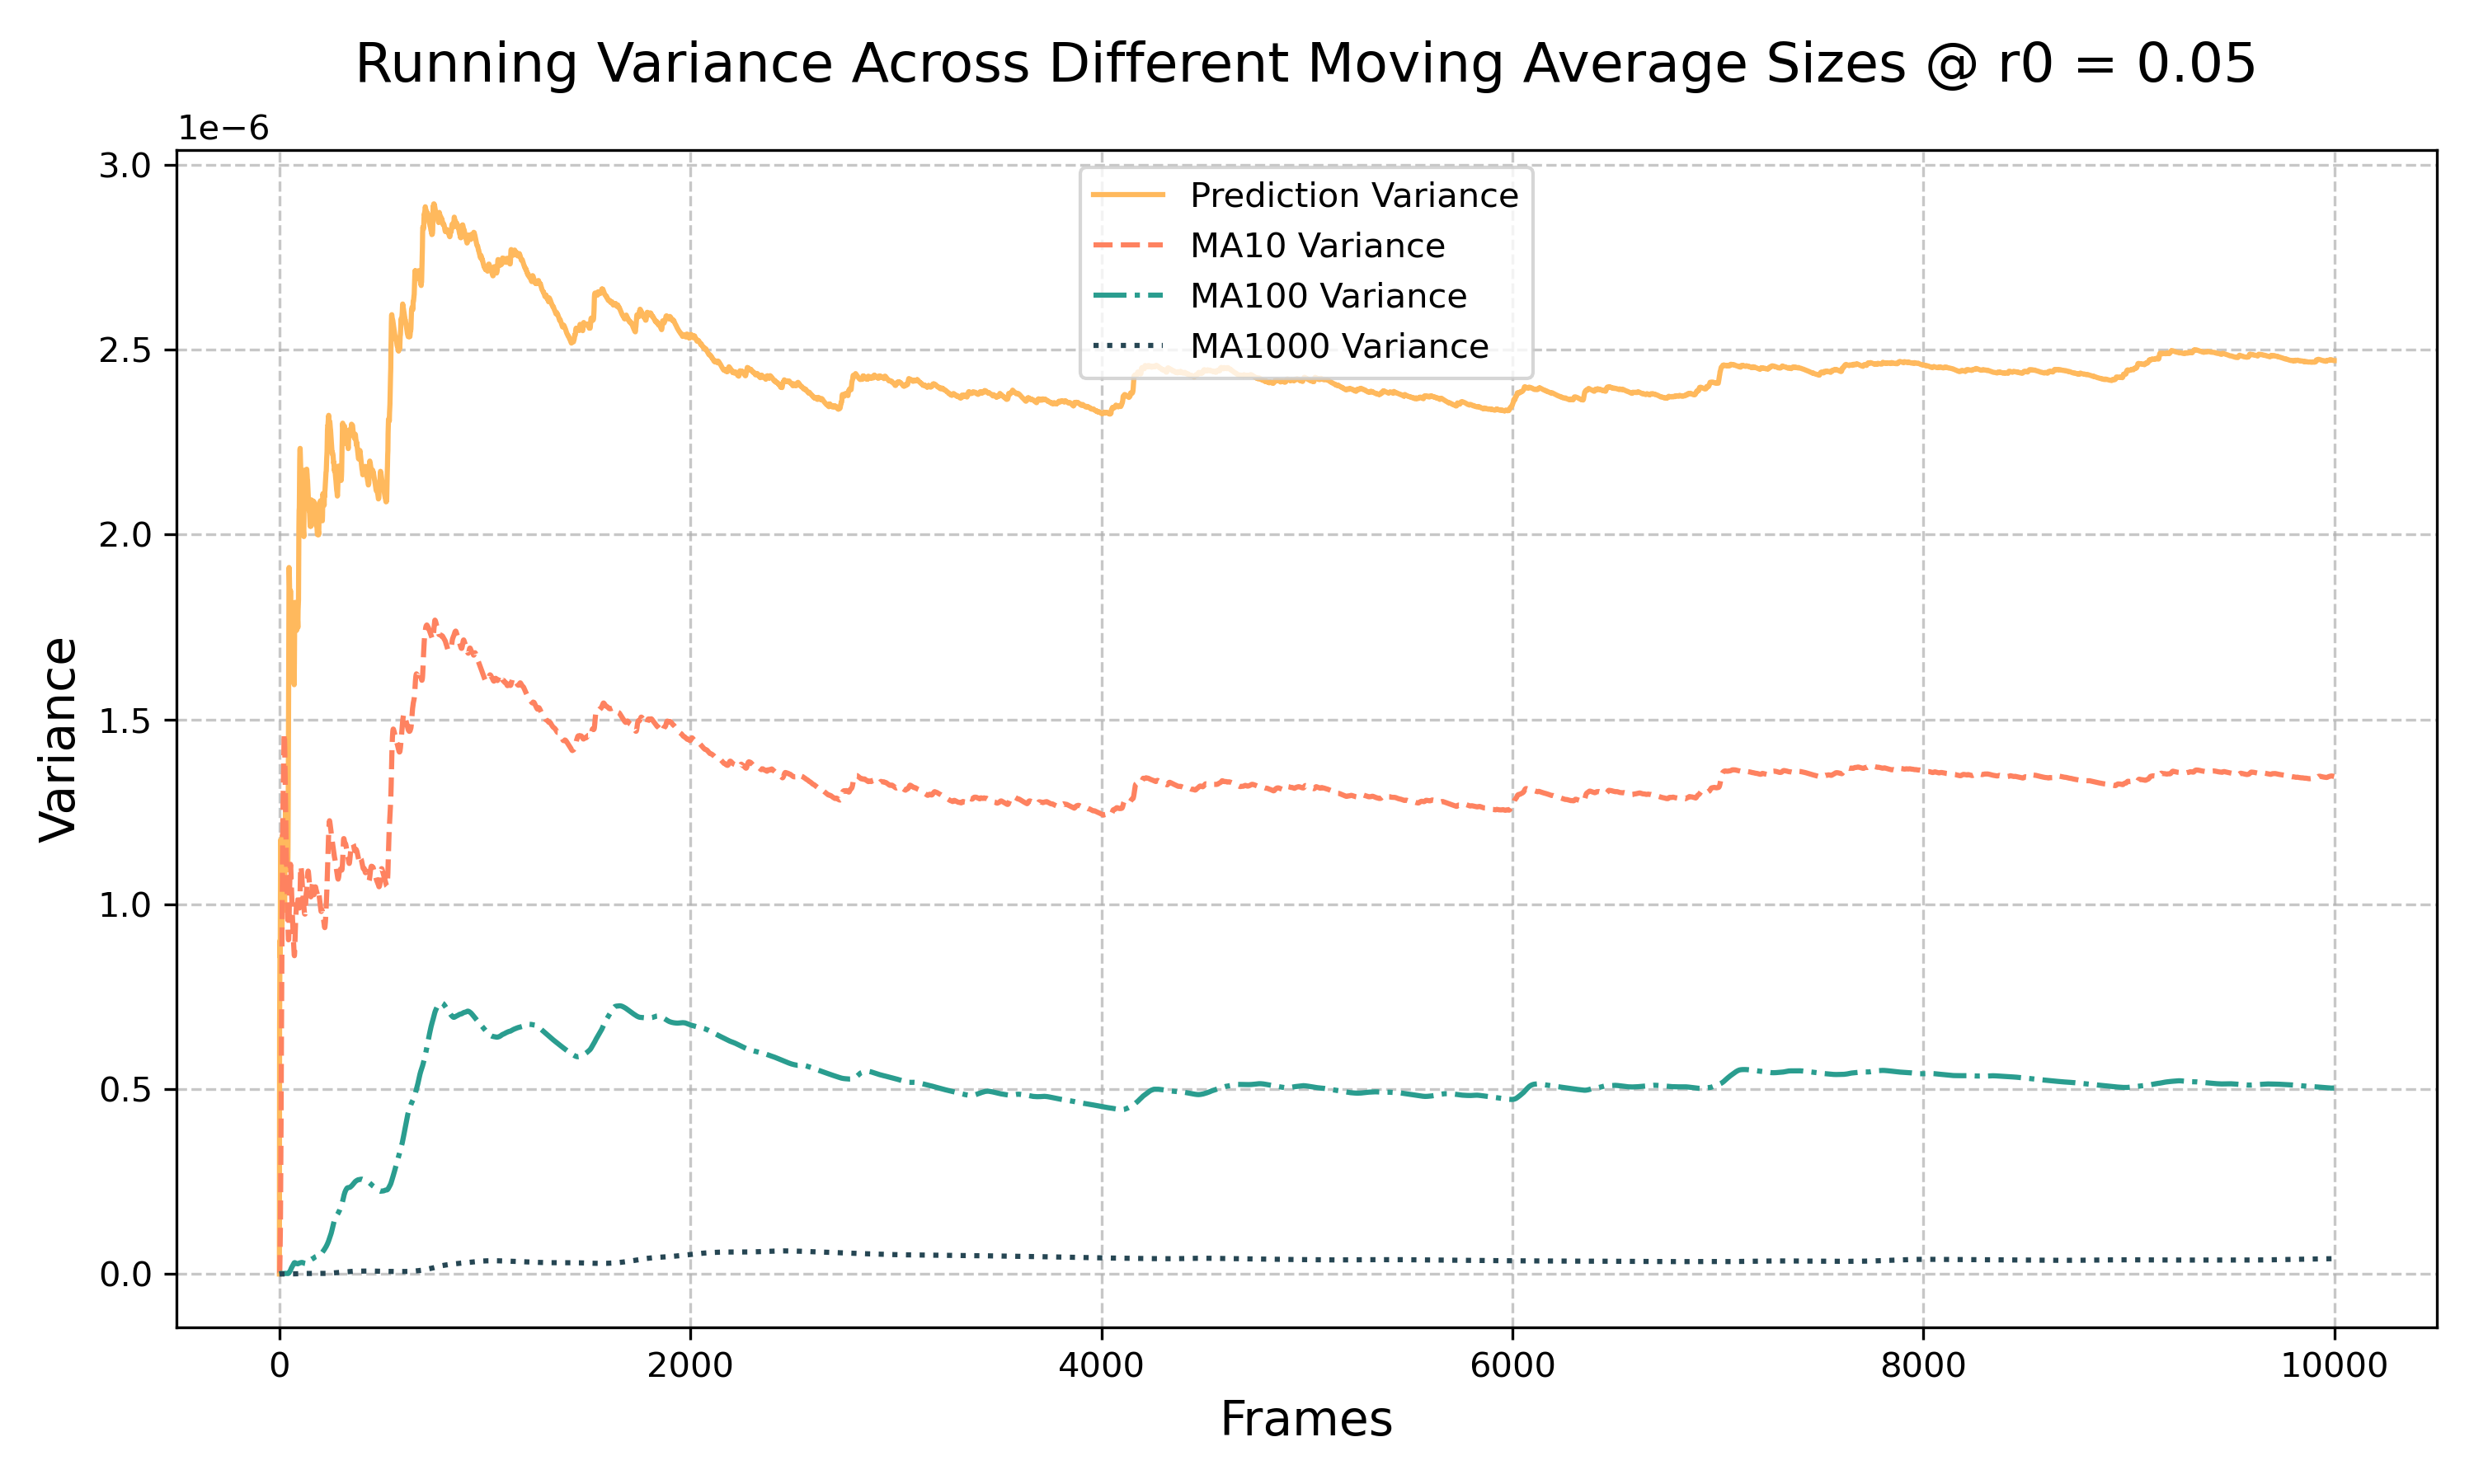 Running Variance Across Different Moving Average Sizes @ r0 = 0.05
1e−6
3.0
2.5
2.0
1.5
1.0
0.5
0.0
Variance
Prediction Variance
MA10 Variance
MA100 Variance
MA1000 Variance
0 2000 4000 6000 8000 10000
Frames